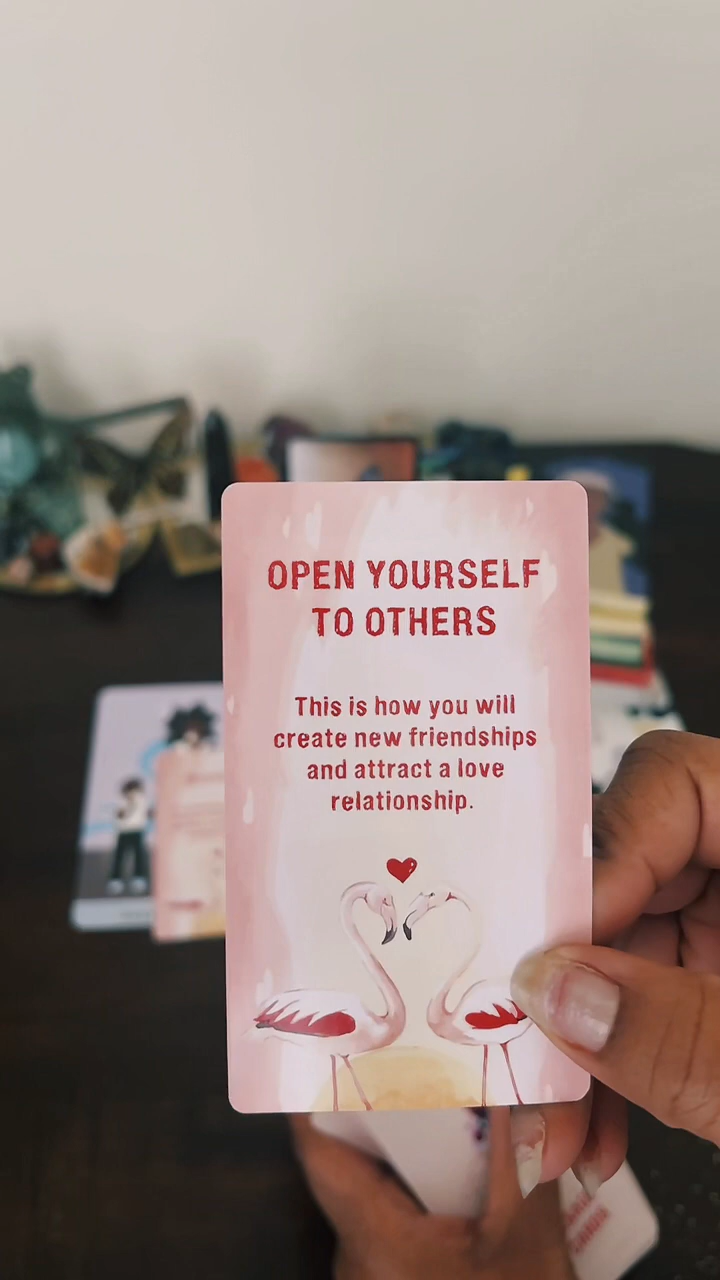 OPEN YOURSELF
TO OTHERS
This is how you will
create new friendships
and attract a love
relationship.